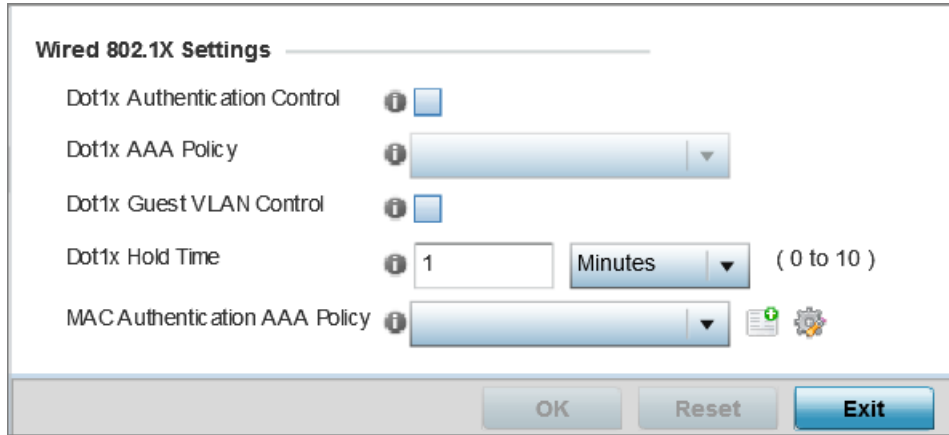 Wired 802.1X Settings
Dot1x Authentication Control
Dot1x AAA Policy
Dot1x Guest VLAN Control
Dot1x Hold Time 1 Minutes ( 0 to 10 )
MAC Authentication AAA Policy
OK Reset Exit